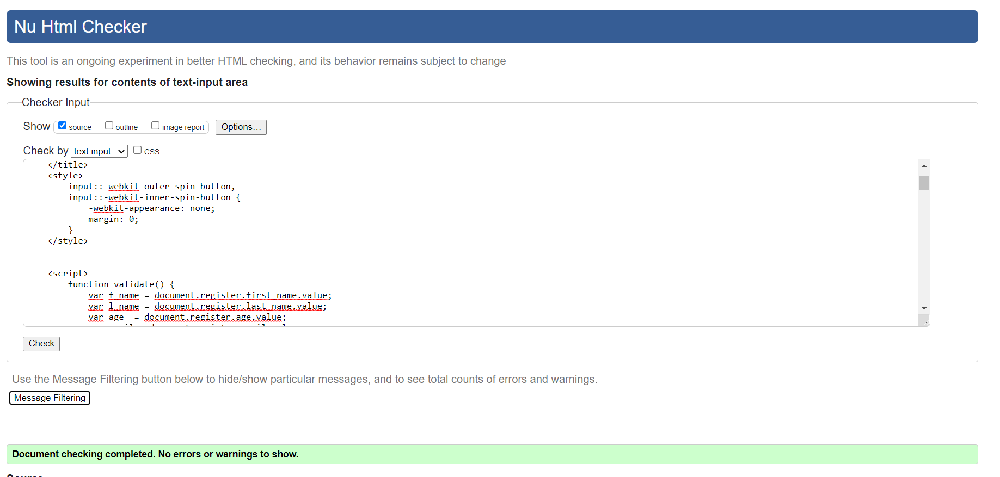 Nu Html Checker
This tool is an ongoing experiment in better HTML checking, and its behavior remains subject to change
Showing results for contents of text-input area
Checker Input
Show source outline image report Options...
Check by text input CSS
</title>
<style>
input::-webkit-outer-spin-button,
input::-webkit-inner-spin-button {
-webkit-appearance: none;
margin: 0;
}
</style>
<script>
function validate() {
var f_name = document.register.first_name.value;
var l_name = document.register.last_name.value;
var age_ = document.register.age.value;
Check
Use the Message Filtering button below to hide/show particular messages, and to see total counts of errors and warnings.
Message Filtering
Document checking completed. No errors or warnings to show.